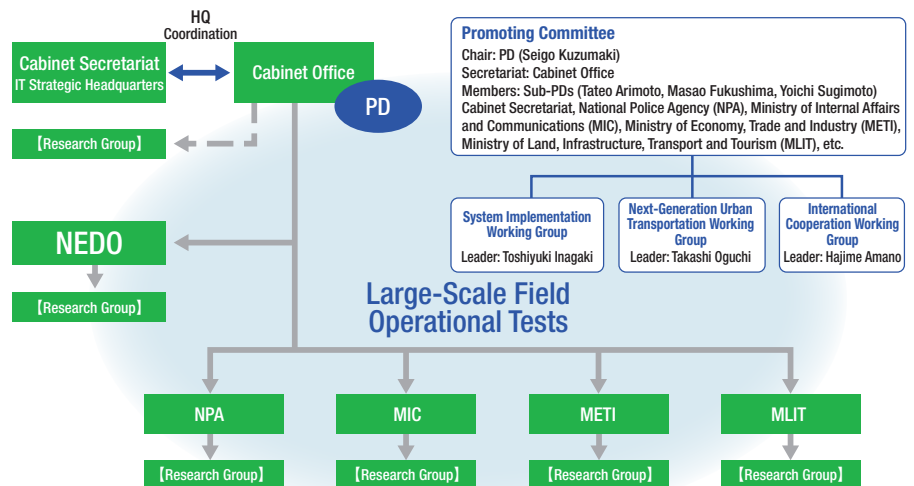 HQ
Coordination
Cabinet Secretariat
IT Strategic Headquarters
Cabinet Office
PD
【Research Group】
NEDO
【Research Group】
Promoting Committee
Chair: PD (Seigo Kuzumaki)
Secretariat: Cabinet Office
Members: Sub-PDs (Tateo Arimoto, Masao Fukushima, Yoichi Sugimoto)
Cabinet Secretariat, National Police Agency (NPA), Ministry of Internal Affairs
and Communications (MIC), Ministry of Economy, Trade and Industry (METI),
Ministry of Land, Infrastructure, Transport and Tourism (MLIT), etc.
System Implementation
Working Group
Leader: Toshiyuki Inagaki
Next-Generation Urban
Transportation Working
Group
Leader: Takashi Oguchi
International
Cooperation Working
Group
Leader: Hajime Amano
Large-Scale Field
Operational Tests
NPA
MIC
METI
MLIT
【Research Group】
【Research Group】
【Research Group】
【Research Group】